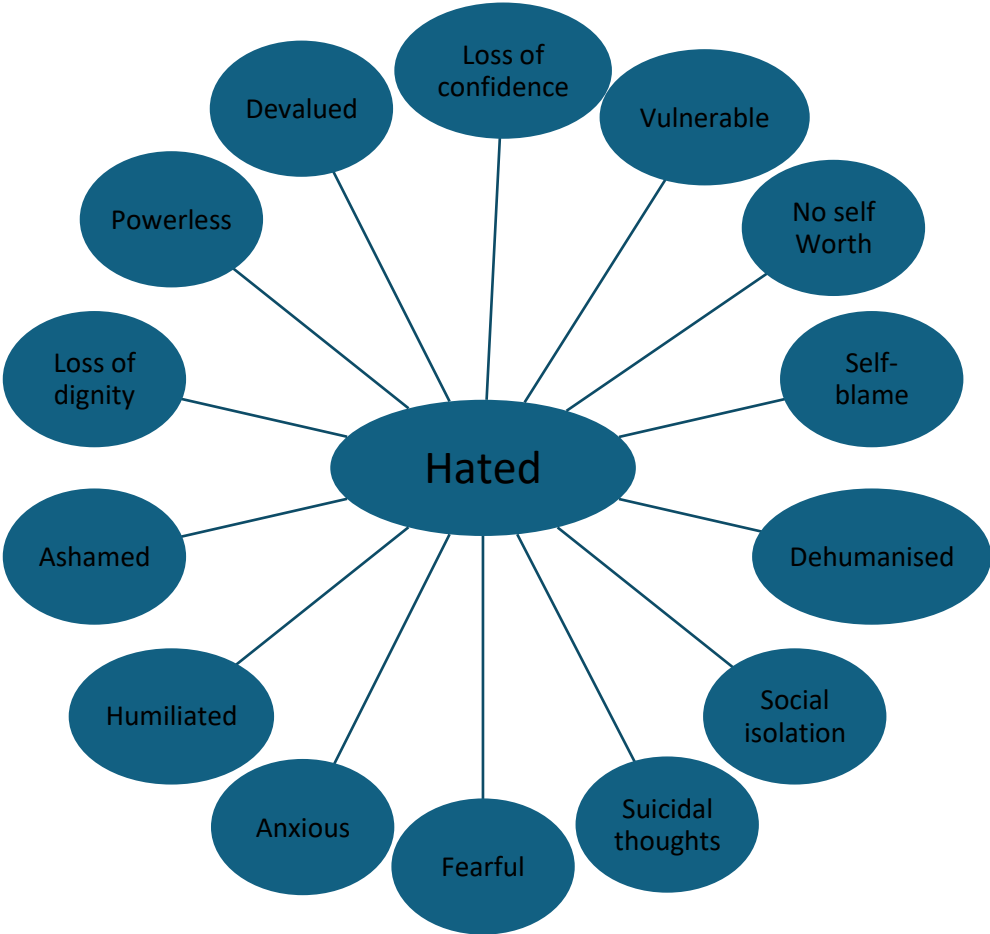 Loss of
confidence
Vulnerable
No self
Worth
Self-
blame
Dehumanised
Social
isolation
Suicidal
thoughts
Fearful
Anxious
Humiliated
Ashamed
Loss of
dignity
Powerless
Devalued
Hated